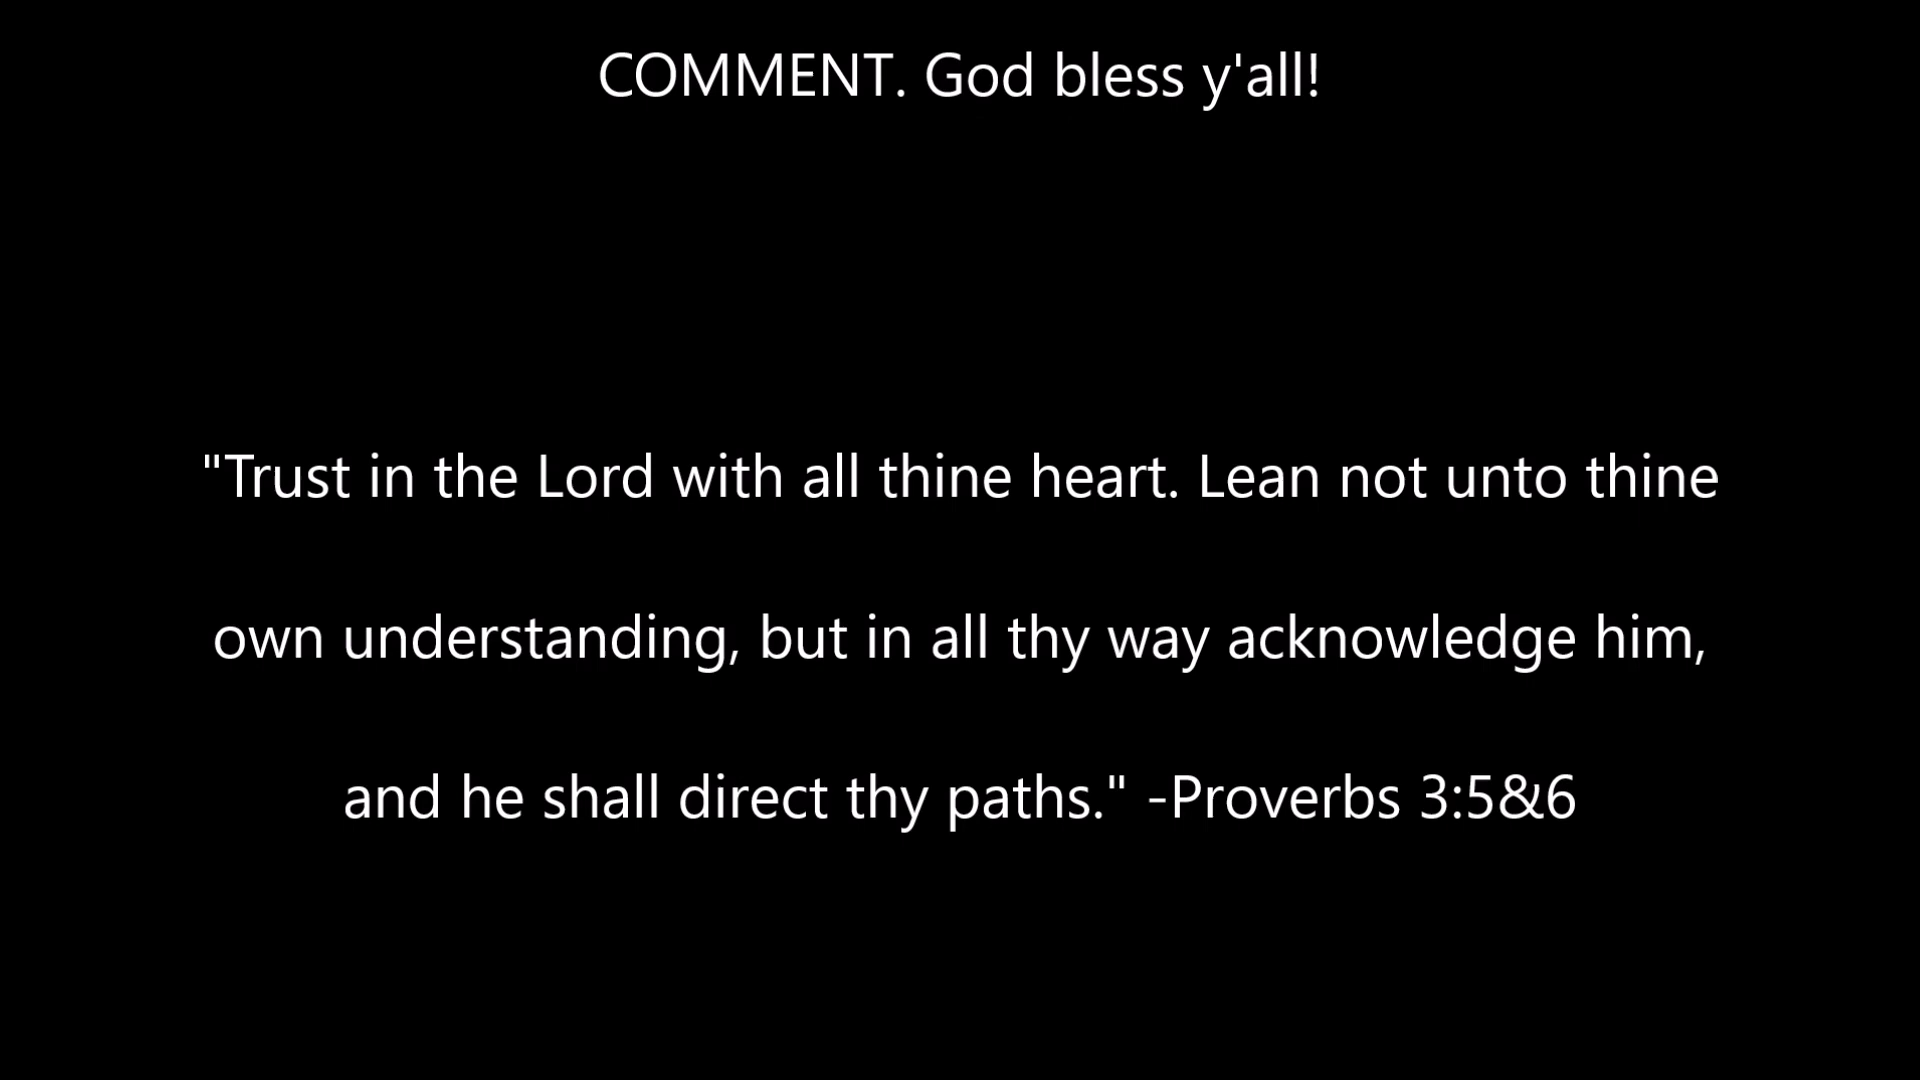 COMMENT. God bless y'all!
"Trust in the Lord with all thine heart. Lean not unto thine
own understanding, but in all thy way acknowledge him,
and he shall direct thy paths." -Proverbs 3:5&6